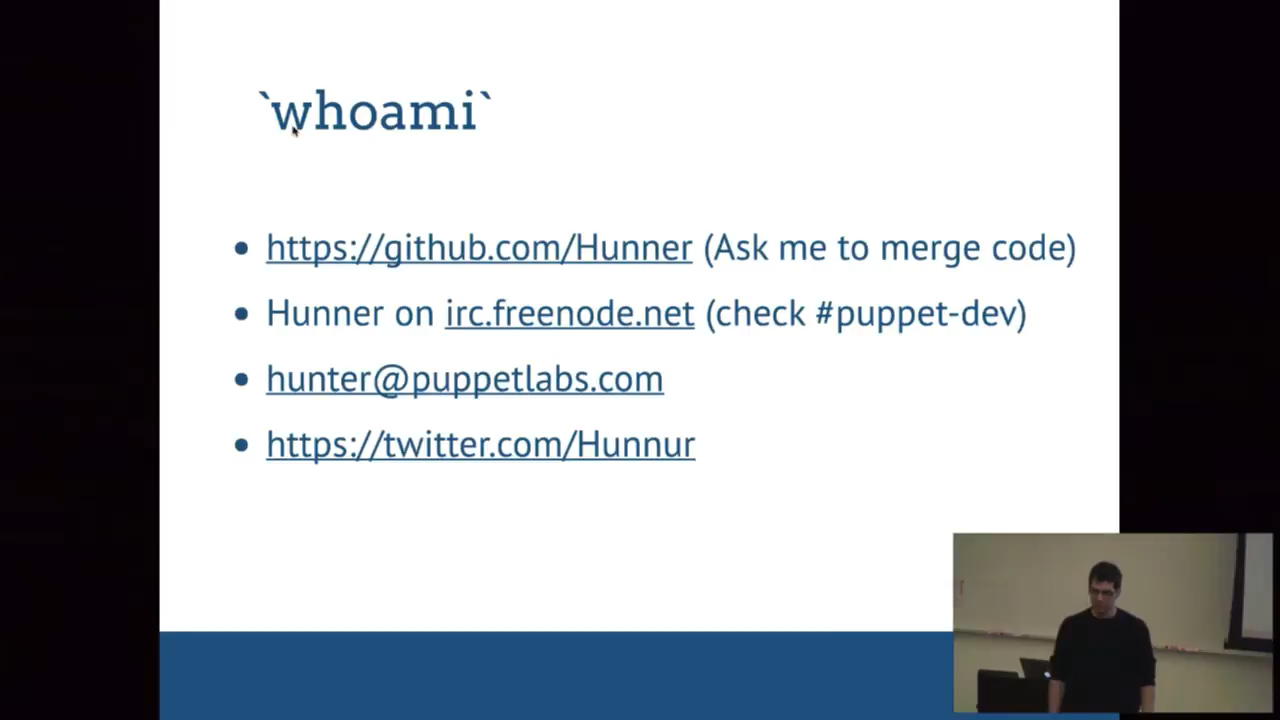 `whoami`
https://github.com/Hunner (Ask me to merge code)
Hunner on irc.freenode.net (check #puppet-dev)
hunter@puppetlabs.com
https://twitter.com/Hunnur